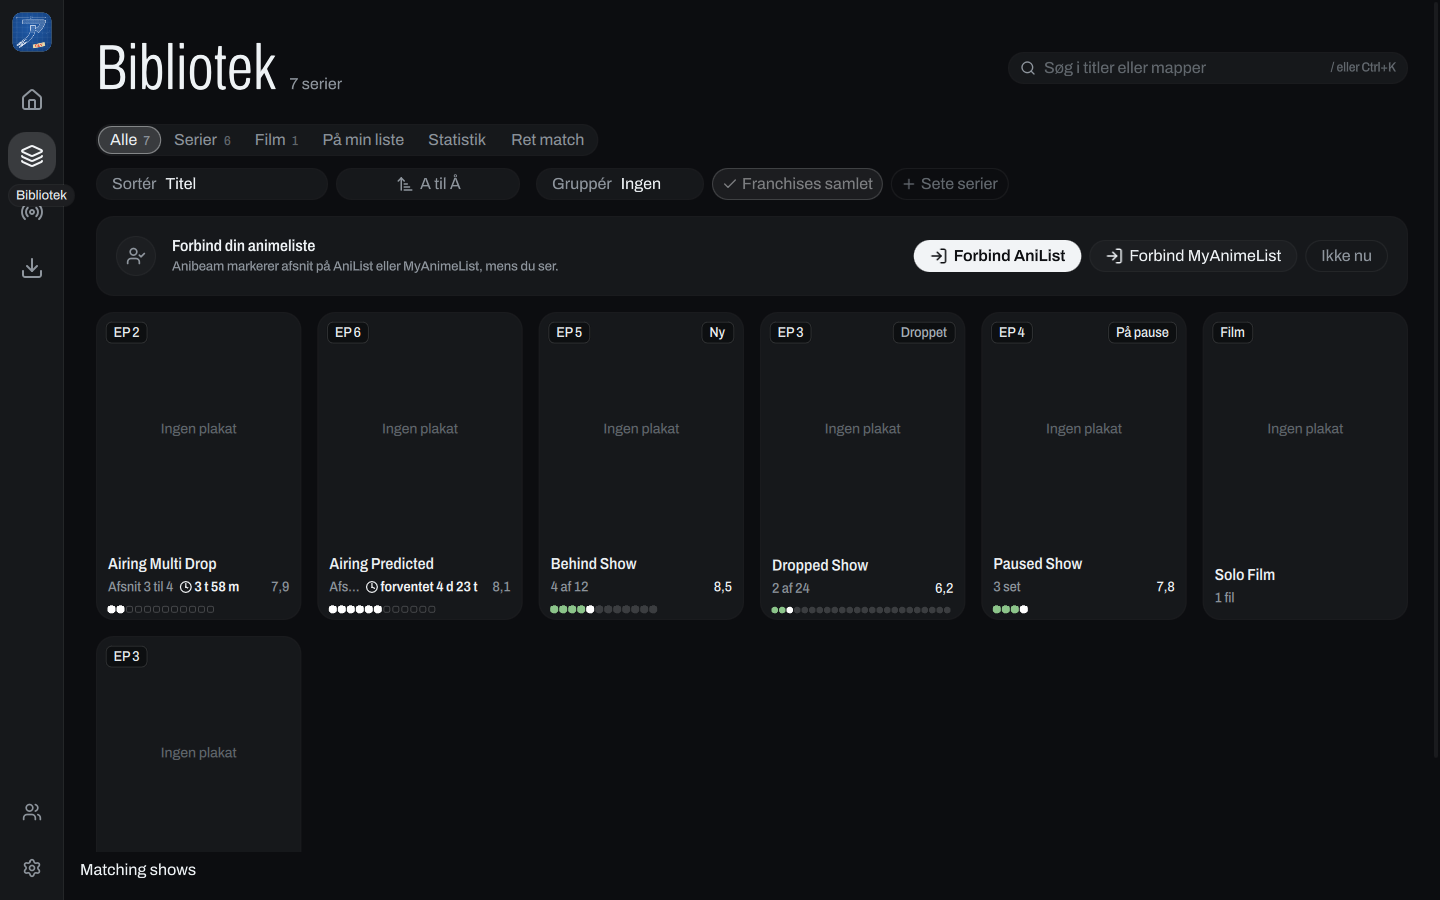 Bibliotek 7 serier
Søg i titler eller mapper / eller Ctrl+K
Alle 7 Serier 6 Film 1 På min liste Statistik Ret match
Sortér Titel A til Å Gruppér Ingen Franchises samlet Sete serier
Bibliotek
Forbind din animeliste
Anibeam markerer afsnit på AniList eller MyAnimeList, mens du ser.
Forbind AniList Forbind MyAnimeList Ikke nu
EP 2
Ingen plakat
Airing Multi Drop
Afsnit 3 til 4 3 t 58 m 7,9
EP 6
Ingen plakat
Airing Predicted
Afs... forventet 4 d 23 t 8,1
EP 5 Ny
Ingen plakat
Behind Show
4 af 12 8,5
EP 3 Droppet
Ingen plakat
Dropped Show
2 af 24 6,2
EP 4 På pause
Ingen plakat
Paused Show
3 set 7,8
Film
Ingen plakat
Solo Film
1 fil
EP 3
Ingen plakat
Matching shows